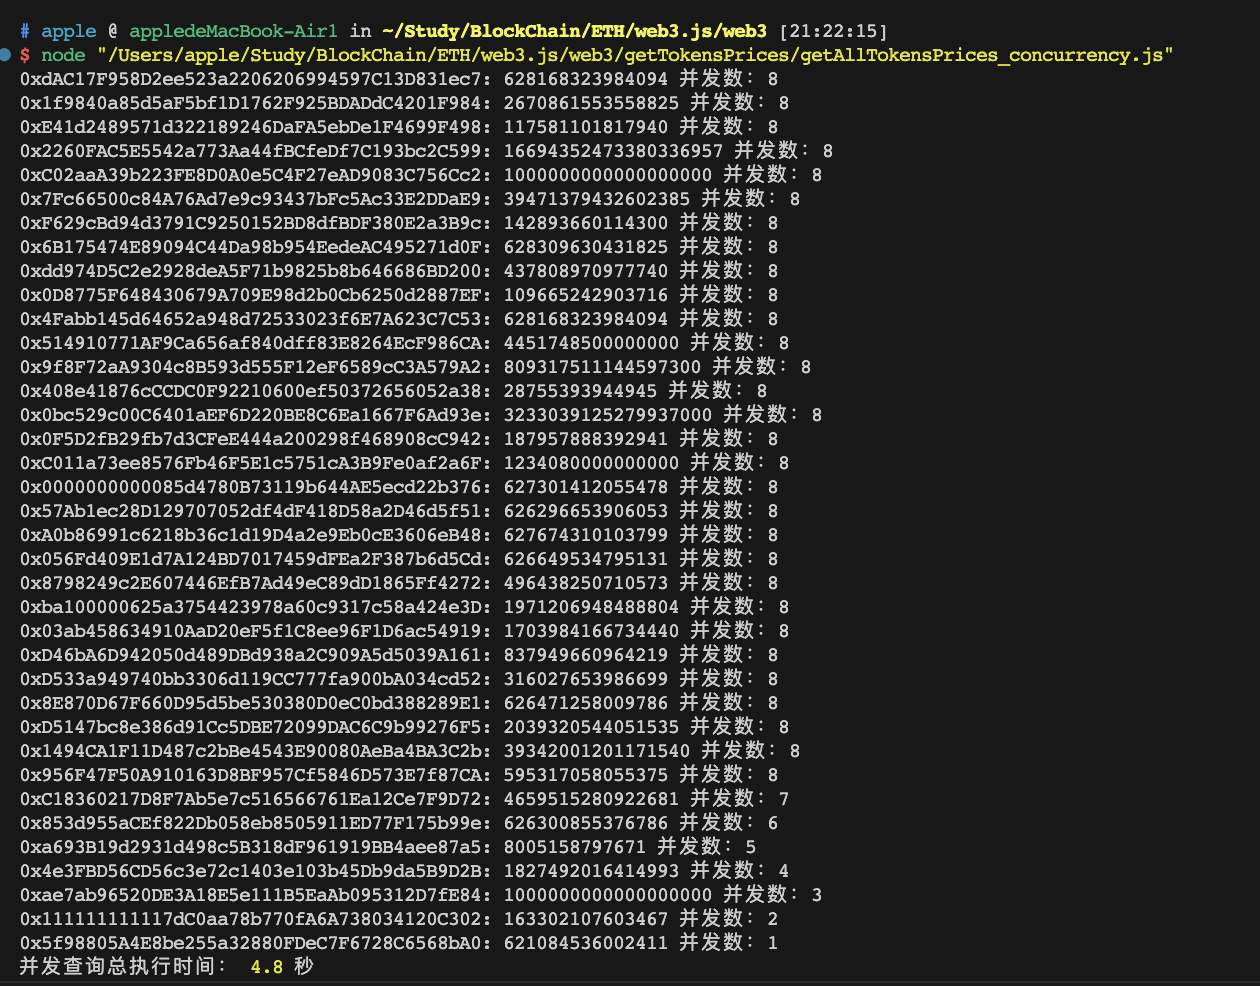 # apple @ appledeMacBook-Air1 in ~/Study/BlockChain/ETH/web3.js/web3 [21:22:15]
$ node "/Users/apple/Study/BlockChain/ETH/web3.js/web3/getTokensPrices/getAllTokensPrices_concurrency.js"
0xdAC17F958D2ee523a2206206994597C13D831ec7: 628168323984094 并发数: 8
0x1f9840a85d5aF5bf1D1762F925BDADdC4201F984: 2670861553558825 并发数: 8
0xE41d2489571d322189246DaFA5ebDe1F4699F498: 117581101817940 并发数: 8
0x2260FAC5E5542a773Aa44fBCfeDf7C193bc2C599: 16694352473380336957 并发数: 8
0xC02aaA39b223FE8D0A0e5C4F27eAD9083C756Cc2: 1000000000000000000 并发数: 8
0x7Fc66500c84A76Ad7e9c93437bFc5Ac33E2DDaE9: 39471379432602385 并发数: 8
0xF629cBd94d3791C9250152BD8dfBDF380E2a3B9c: 142893660114300 并发数: 8
0x6B175474E89094C44Da98b954EedeAC495271d0F: 628309630431825 并发数: 8
0xdd974D5C2e2928deA5F71b9825b8b646686BD200: 437808970977740 并发数: 8
0x0D8775F648430679A709E98d2b0Cb6250d2887EF: 109665242903716 并发数: 8
0x4Fabb145d64652a948d72533023f6E7A623C7C53: 628168323984094 并发数: 8
0x514910771AF9Ca656af840dff83E8264EcF986CA: 4451748500000000 并发数: 8
0x9f8F72aA9304c8B593d555F12eF6589cC3A579A2: 809317511144597300 并发数: 8
0x408e41876cCCDC0F92210600ef50372656052a38: 28755393944945 并发数: 8
0x0bc529c00C6401aEF6D220BE8C6Ea1667F6Ad93e: 3233039125279937000 并发数: 8
0x0F5D2fB29fb7d3CFeE444a200298f468908cC942: 187957888392941 并发数: 8
0xC011a73ee8576Fb46F5E1c5751cA3B9Fe0af2a6F: 1234080000000000 并发数: 8
0x0000000000085d4780B73119b644AE5ecd22b376: 627301412055478 并发数: 8
0x57Ab1ec28D129707052df4dF418D58a2D46d5f51: 626296653906053 并发数: 8
0xA0b86991c6218b36c1d19D4a2e9Eb0cE3606eB48: 627674310103799 并发数: 8
0x056Fd409E1d7A124BD7017459dFEa2F387b6d5Cd: 626649534795131 并发数: 8
0x8798249c2E607446EfB7Ad49eC89dD1865Ff4272: 496438250710573 并发数: 8
0xba100000625a3754423978a60c9317c58a424e3D: 1971206948488804 并发数: 8
0x03ab458634910AaD20eF5f1C8ee96F1D6ac54919: 1703984166734440 并发数: 8
0xD46bA6D942050d489DBd938a2C909A5d5039A161: 837949660964219 并发数: 8
0xD533a949740bb3306d119CC777fa900bA034cd52: 316027653986699 并发数: 8
0x8E870D67F660D95d5be530380D0eC0bd388289E1: 626471258009786 并发数: 8
0xD5147bc8e386d91Cc5DBE72099DAC6C9b99276F5: 2039320544051535 并发数: 8
0x1494CA1F11D487c2bBe4543E90080AeBa4BA3C2b: 39342001201171540 并发数: 8
0x956F47F50A910163D8BF957Cf5846D573E7f87CA: 595317058055375 并发数: 8
0xC18360217D8F7Ab5e7c516566761Ea12Ce7F9D72: 4659515280922681 并发数: 7
0x853d955aCEf822Db058eb8505911ED77F175b99e: 626300855376786 并发数: 6
0xa693B19d2931d498c5B318dF961919BB4aee87a5: 8005158797671 并发数: 5
0x4e3FBD56CD56c3e72c1403e103b45Db9da5B9D2B: 1827492016414993 并发数: 4
0xae7ab96520DE3A18E5e111B5EaAb095312D7fE84: 1000000000000000000 并发数: 3
0x111111111117dC0aa78b770fA6A738034120C302: 163302107603467 并发数: 2
0x5f98805A4E8be255a32880FDeC7F6728C6568bA0: 621084536002411 并发数: 1
并发查询总执行时间: 4.8 秒